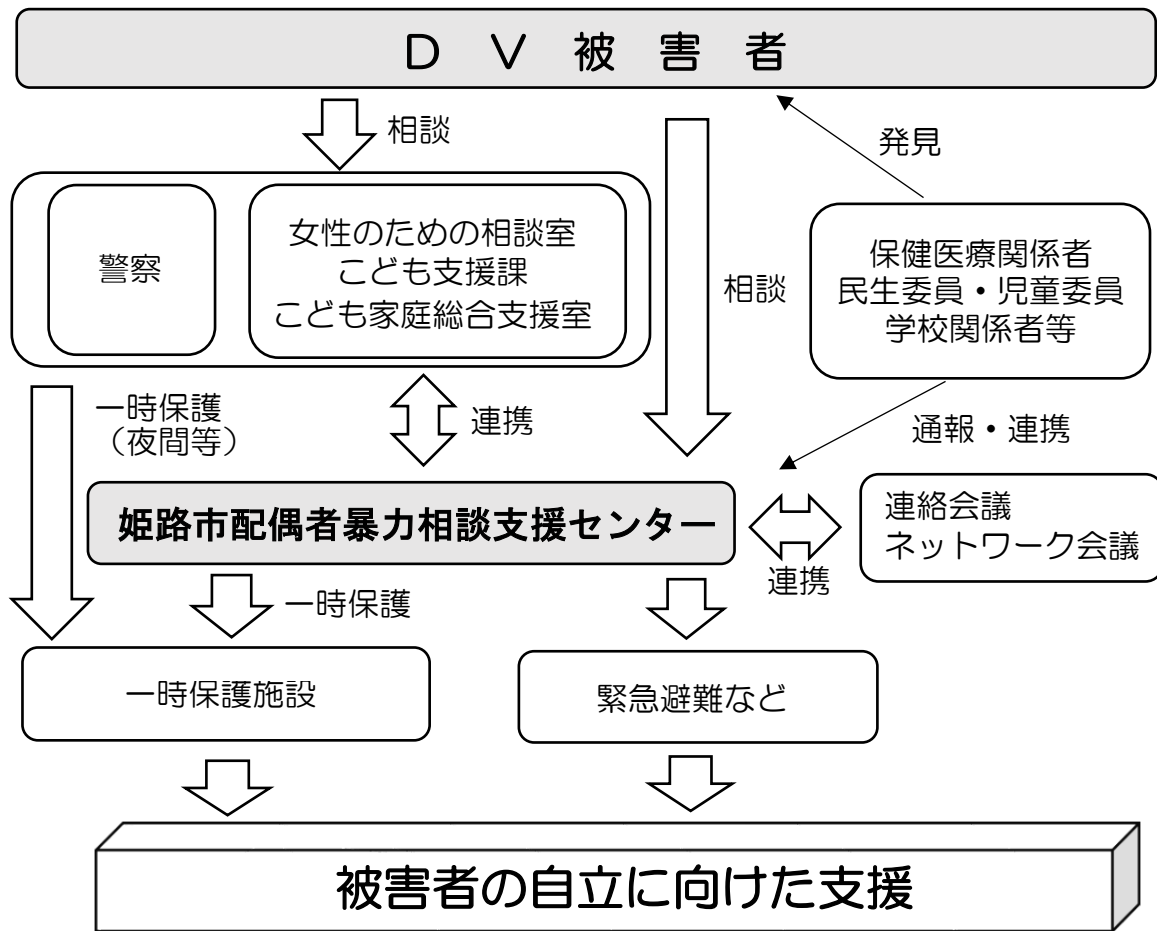 DV被害者
相談
発見
警察
女性のための相談室
こども支援課
こども家庭総合支援室
相談
保健医療関係者
民生委員・児童委員
学校関係者等
一時保護
（夜間等）
連携
通報・連携
姫路市配偶者暴力相談支援センター
連携
連絡会議
ネットワーク会議
一時保護
一時保護施設
緊急避難など
被害者の自立に向けた支援